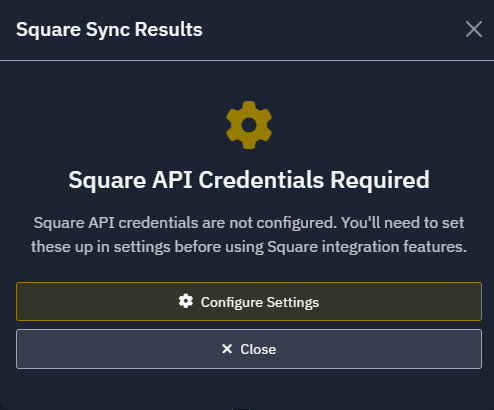 Square Sync Results
Square API Credentials Required
Square API credentials are not configured. You'll need to set
these up in settings before using Square integration features.
Configure Settings
Close